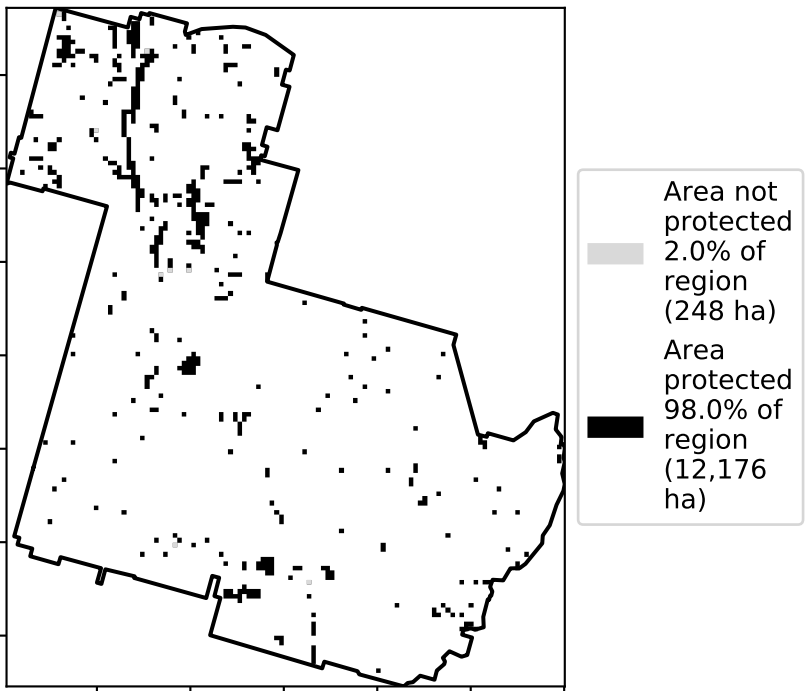 Area not
protected
2.0% of
region
(248 ha)
Area
protected
98.0% of
region
(12,176
ha)